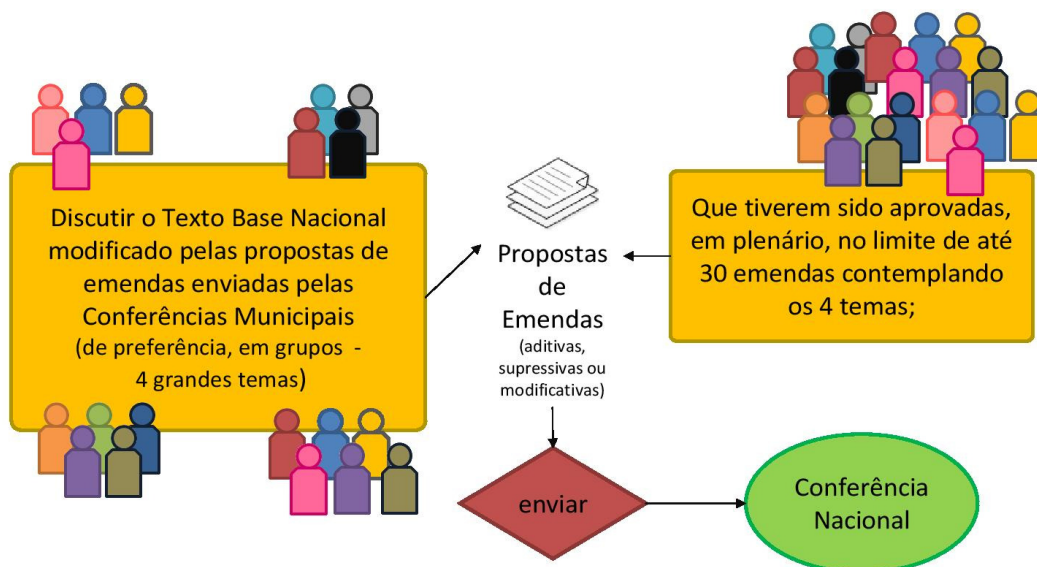 Discutir o Texto Base Nacional
modificado pelas propostas de
emendas enviadas pelas
Conferências Municipais
(de preferência, em grupos -
4 grandes temas)
Propostas
de
Emendas
(aditivas,
supressivas ou
modificativas)
Que tiverem sido aprovadas,
em plenário, no limite de até
30 emendas contemplando
os 4 temas;
enviar
Conferência
Nacional